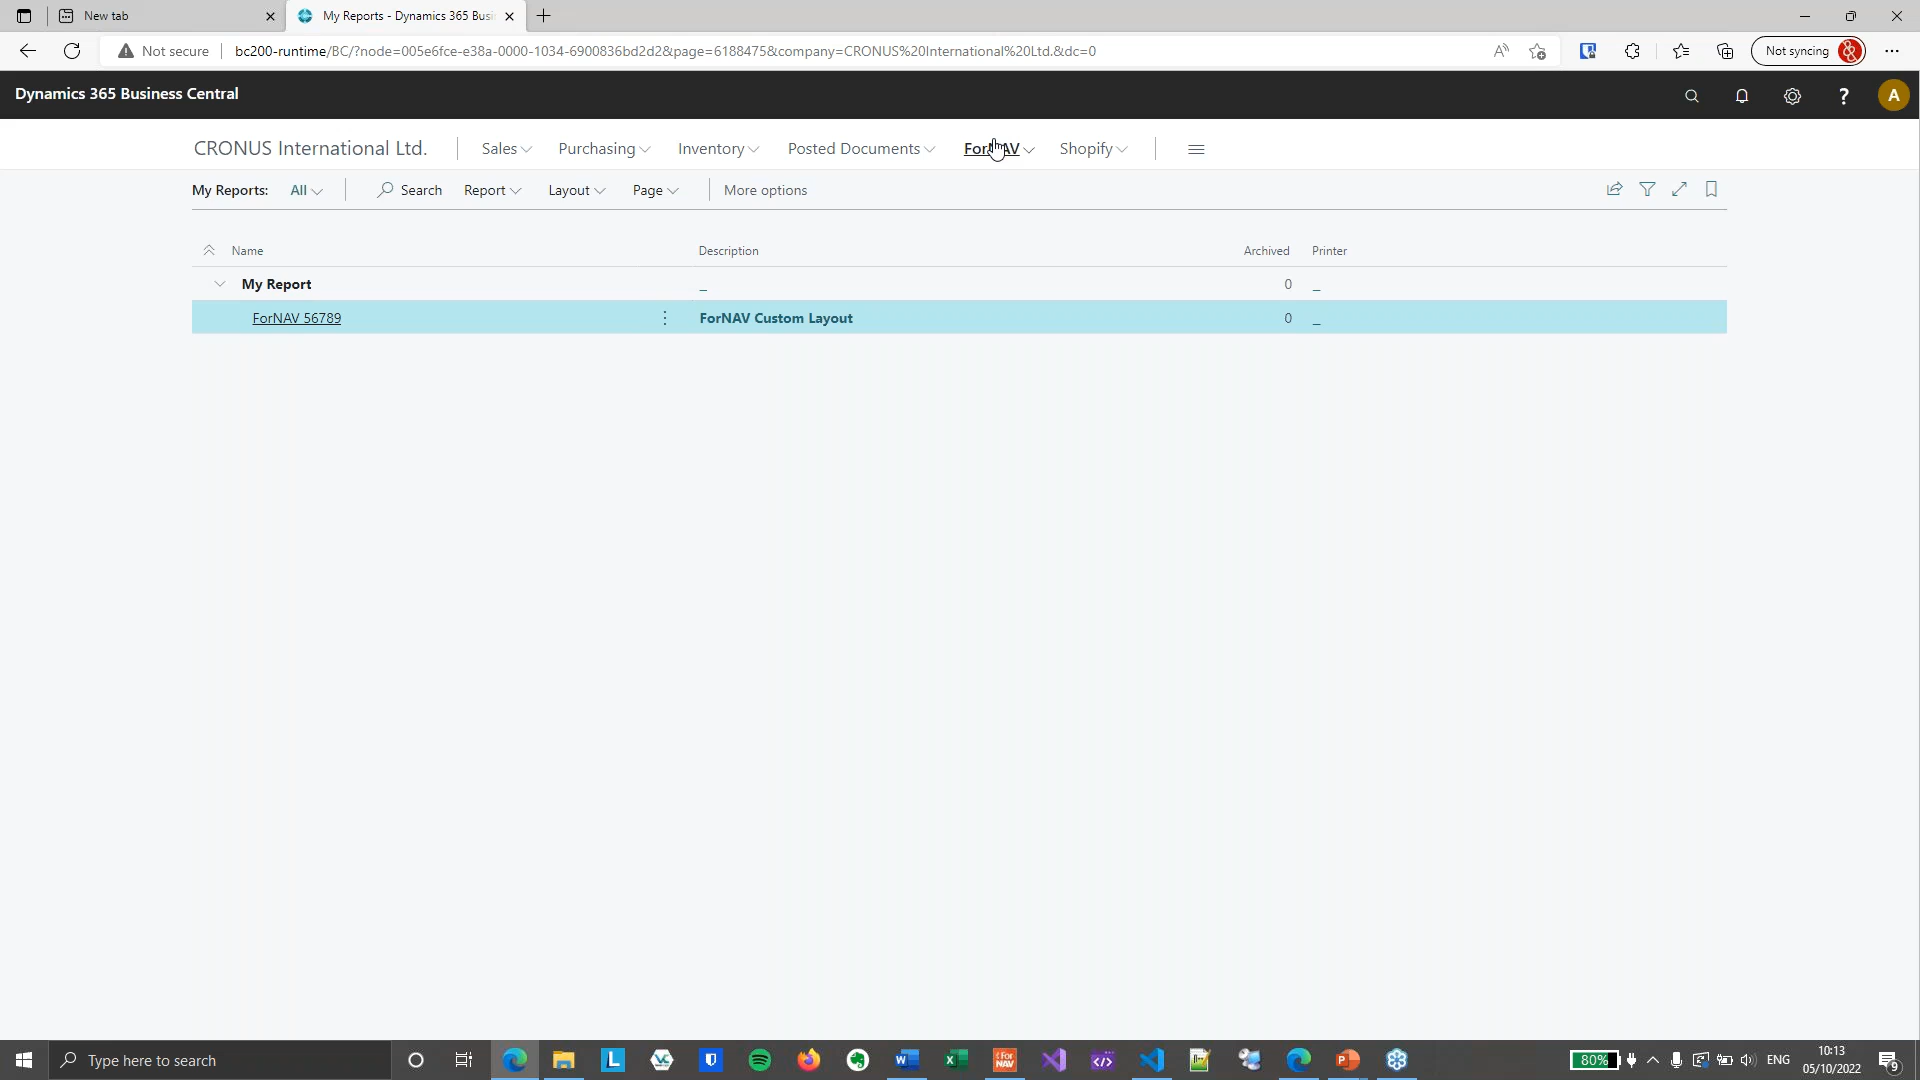 New tab
My Reports - Dynamics 365 Busi
Not secure
bc200-runtime/BC/?node=005e6fce-e38a-0000-1034-6900836bd2d2&page=6188475&company=CRONUS%20International%20Ltd.&dc=0
Not syncing
Dynamics 365 Business Central
A
CRONUS International Ltd.
Sales
Purchasing
Inventory
Posted Documents
ForNAV
Shopify
My Reports: All
Search
Report
Layout
Page
More options
Name
Description
Archived
Printer
My Report
_
0
_
ForNAV 56789
ForNAV Custom Layout
0
_
Type here to search
80%
ENG
10:13
05/10/2022
9